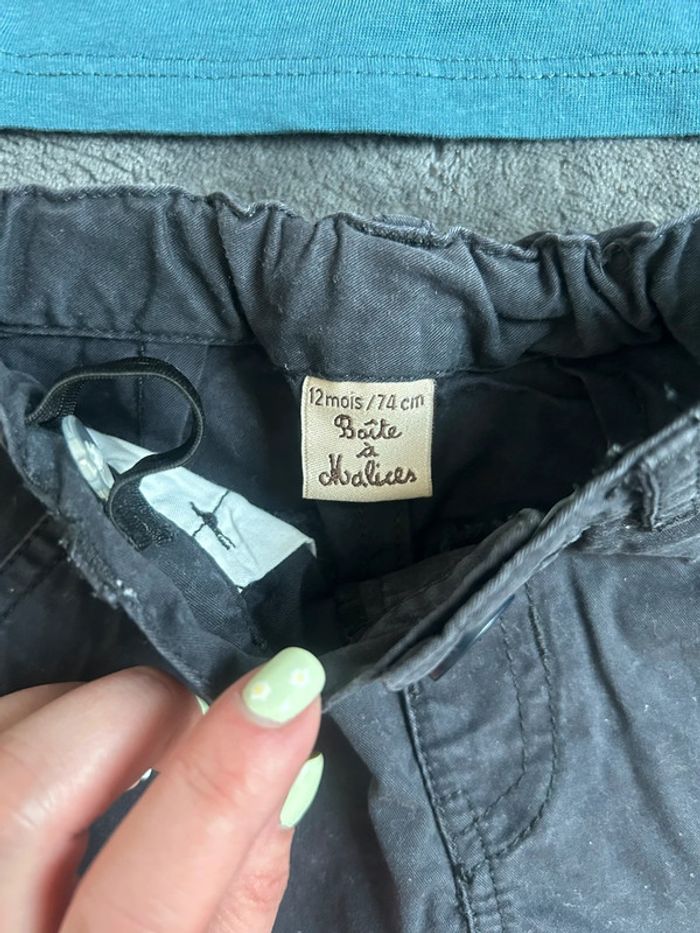 12 mois / 74 cm
Boîte
à
Malices